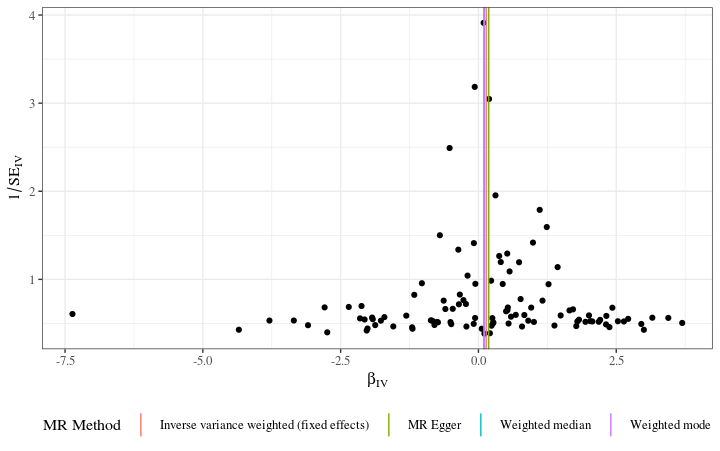 4
3
2
1
1/SE_IV
-7.5 -5.0 -2.5 0.0 2.5
β_IV
MR Method Inverse variance weighted (fixed effects) MR Egger Weighted median Weighted mode